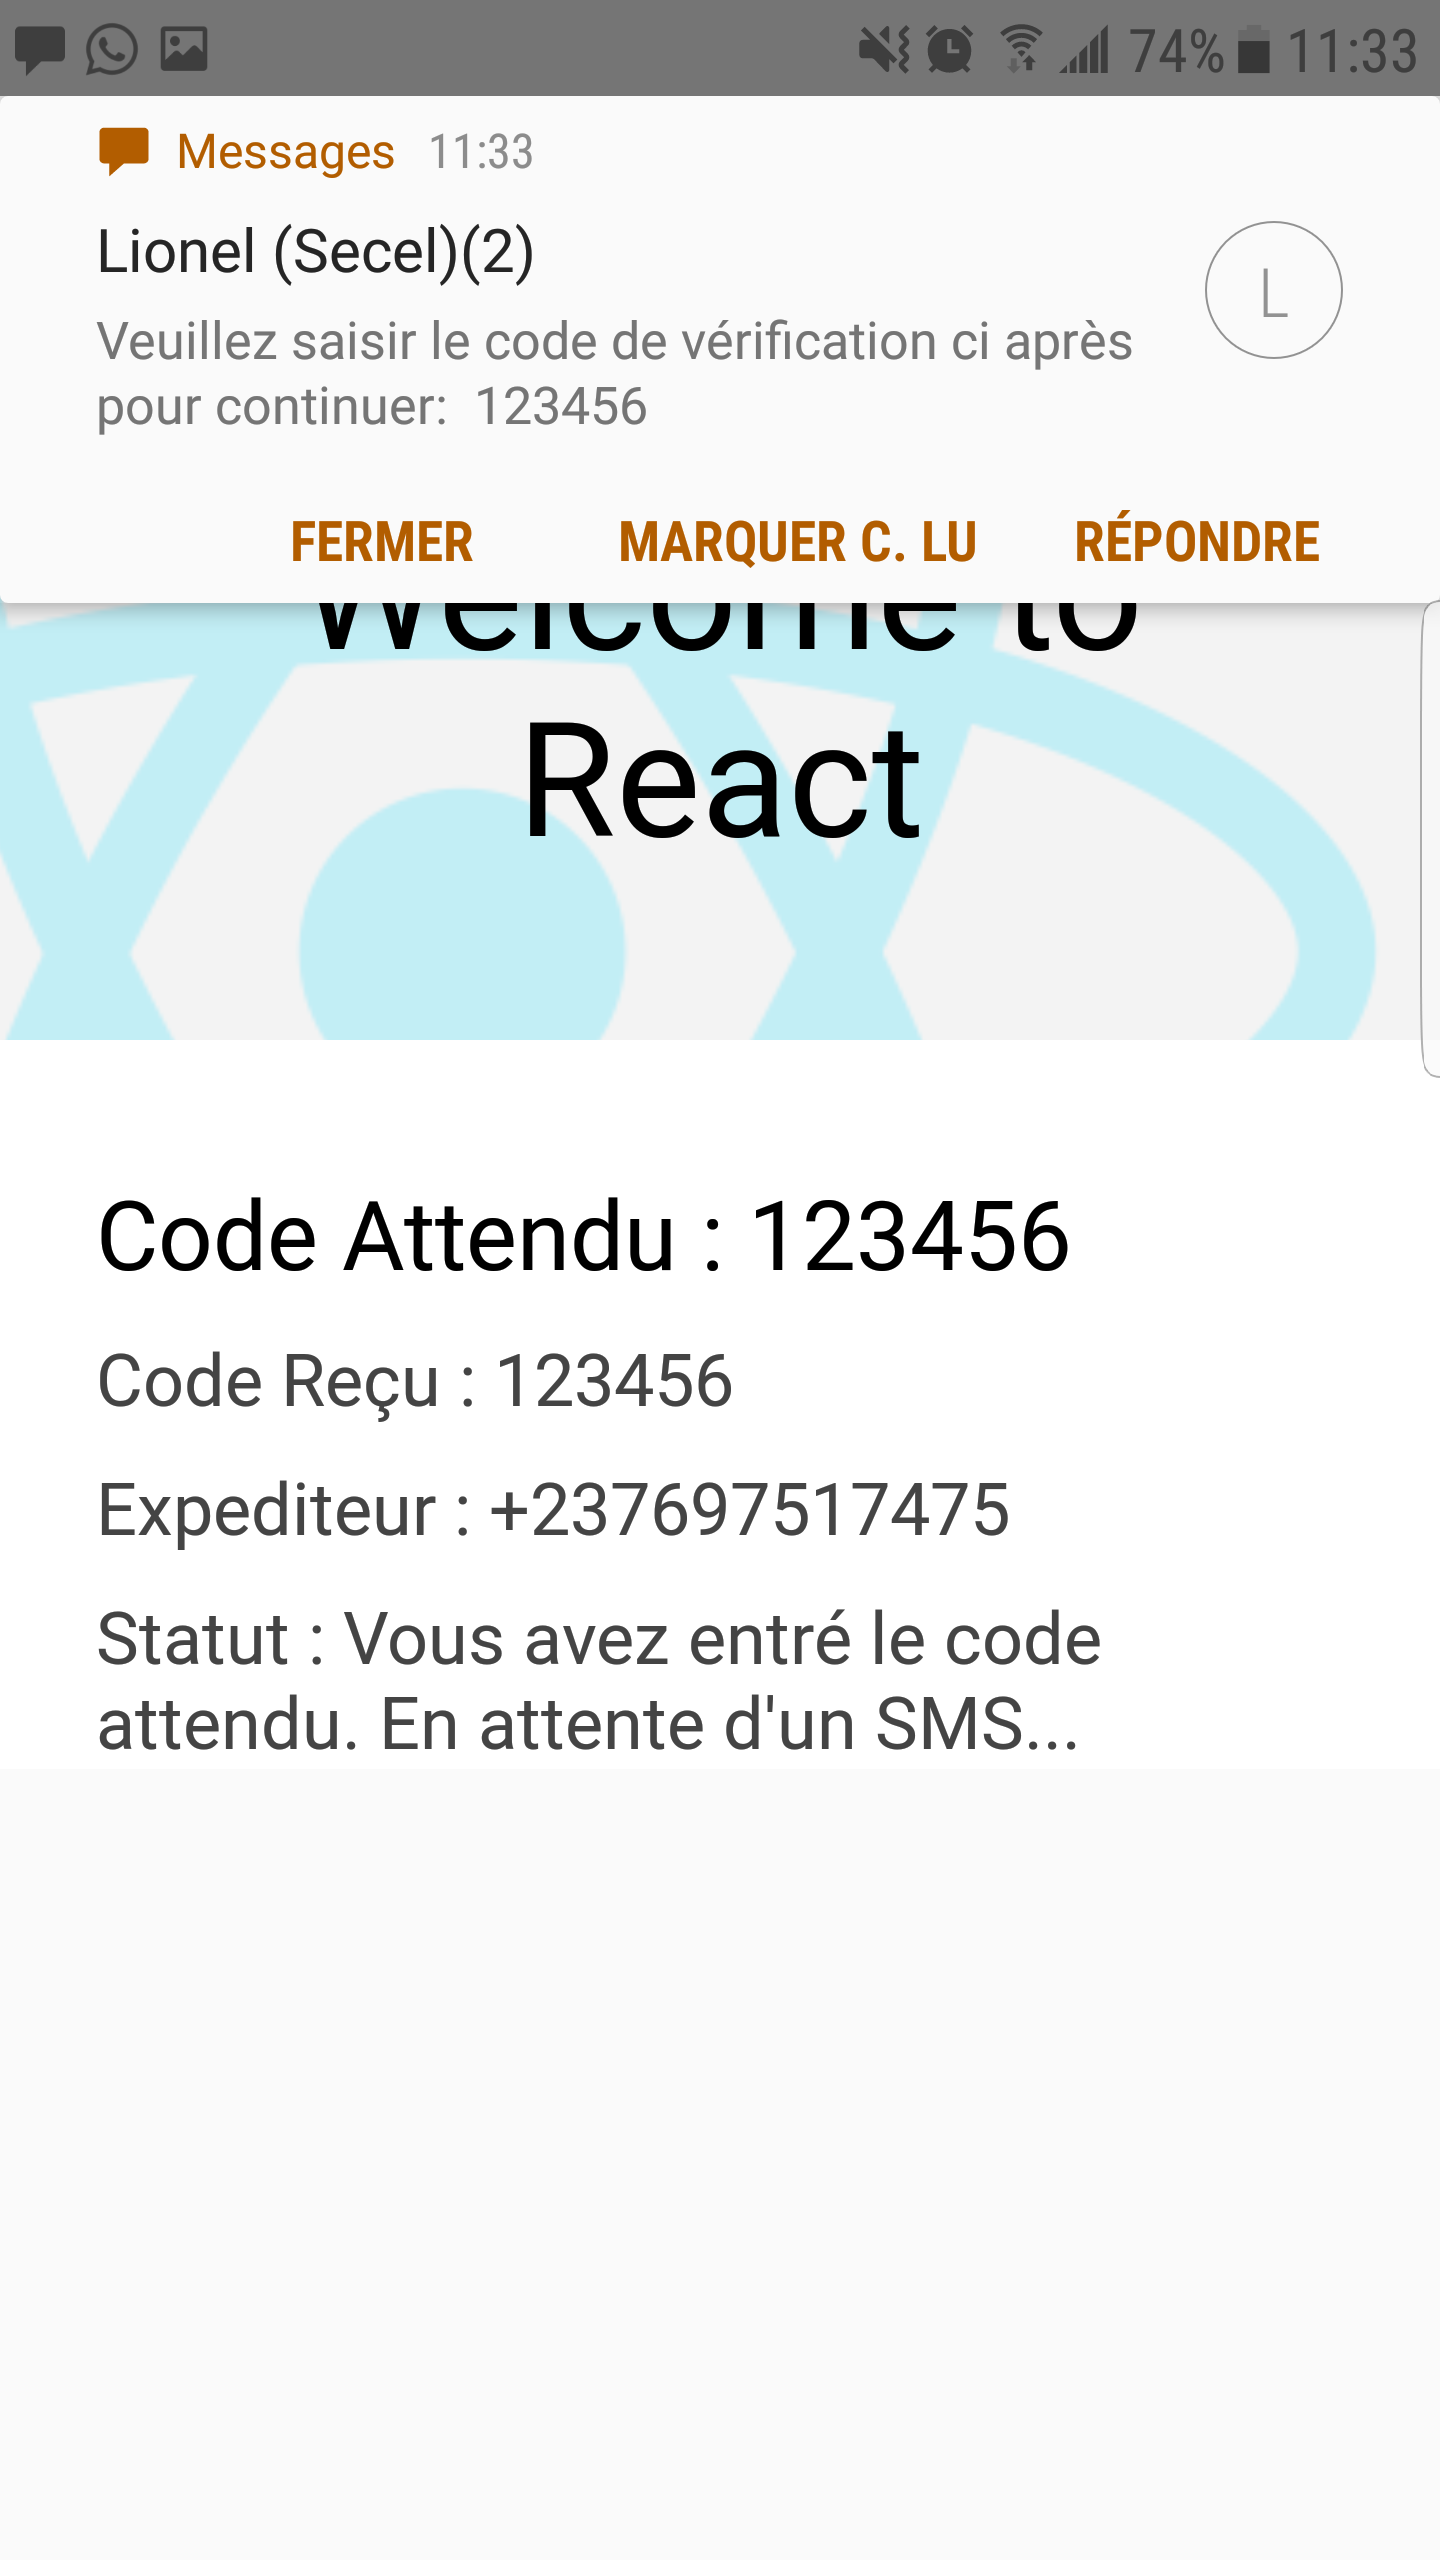 74% 11:33
Messages 11:33
Lionel (Secel)(2)
L
Veuillez saisir le code de vérification ci après
pour continuer:  123456
FERMER MARQUER C. LU RÉPONDRE
Welcome to
React
Code Attendu : 123456
Code Reçu : 123456
Expediteur : +237697517475
Statut : Vous avez entré le code
attendu. En attente d'un SMS...